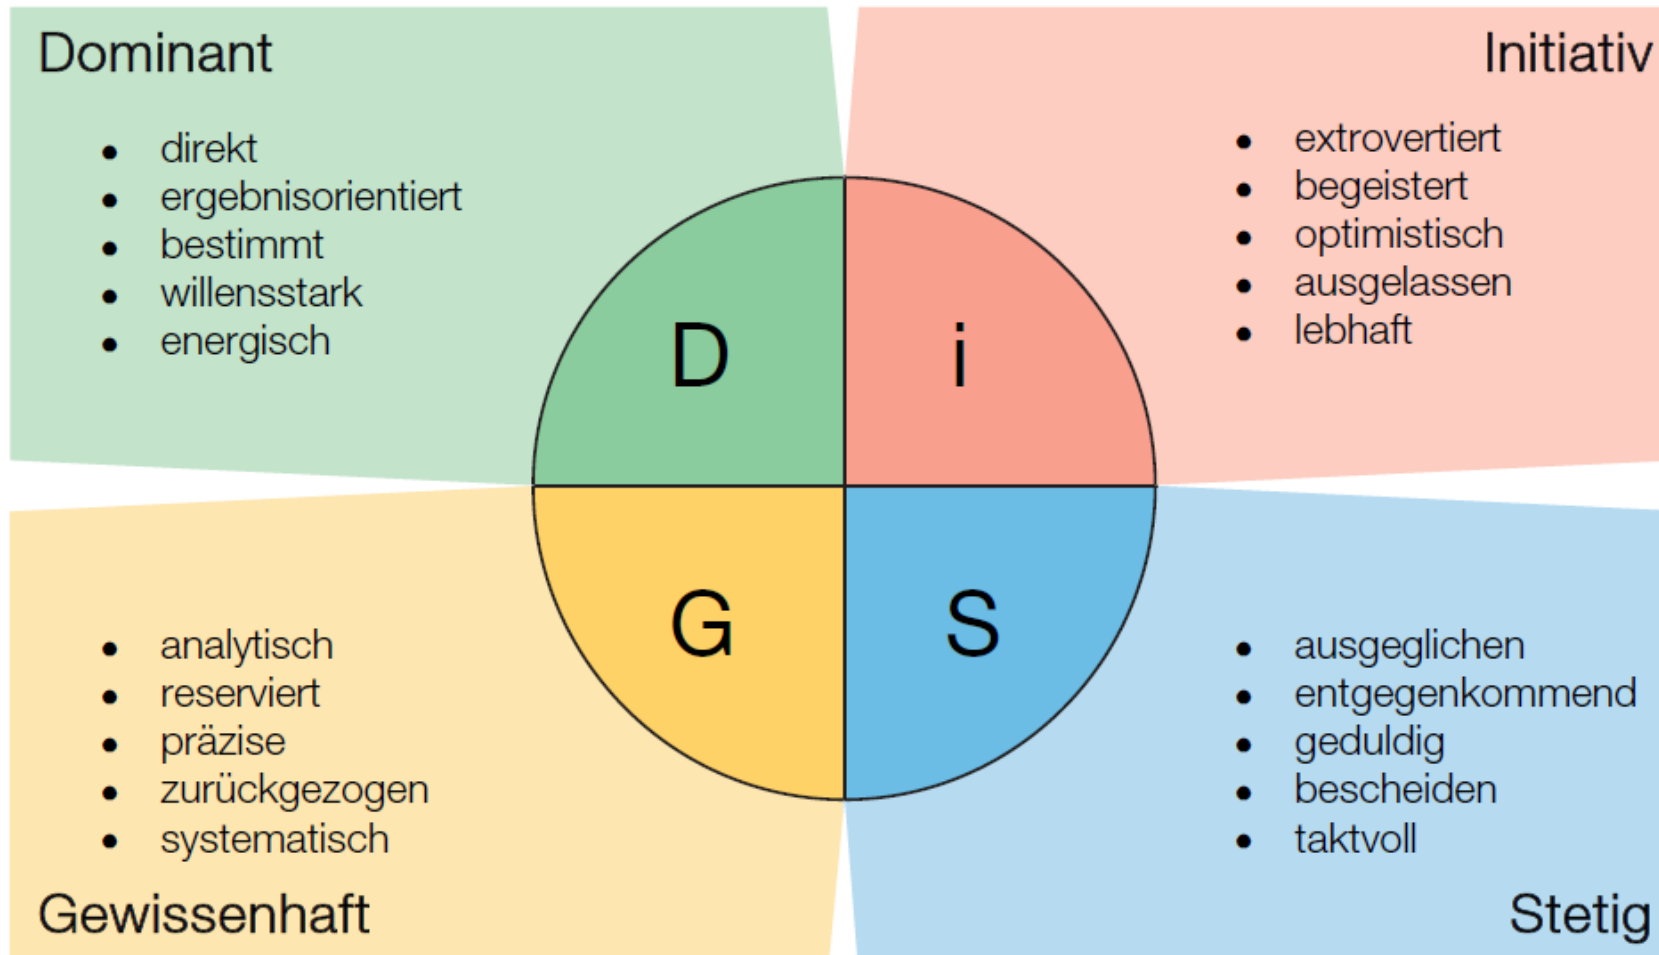 Dominant
• direkt
• ergebnisorientiert
• bestimmt
• willensstark
• energisch
Initiativ
• extrovertiert
• begeistert
• optimistisch
• ausgelassen
• lebhaft
D
i
G
S
• analytisch
• reserviert
• präzise
• zurückgezogen
• systematisch
Gewissenhaft
• ausgeglichen
• entgegenkommend
• geduldig
• bescheiden
• taktvoll
Stetig